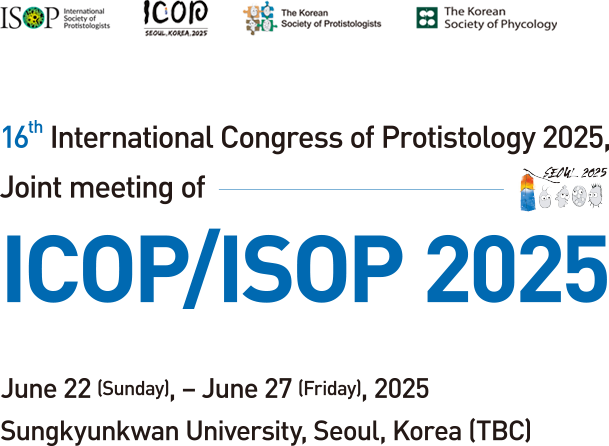 ISOP International
Society of
Protistologists
ICOP
SEOUL, KOREA, 2025
The Korean
Society of Protistologists
The Korean
Society of Phycology
16th International Congress of Protistology 2025,
Joint meeting of
SEOUL 2025
ICOP/ISOP 2025
June 22 (Sunday), – June 27 (Friday), 2025
Sungkyunkwan University, Seoul, Korea (TBC)